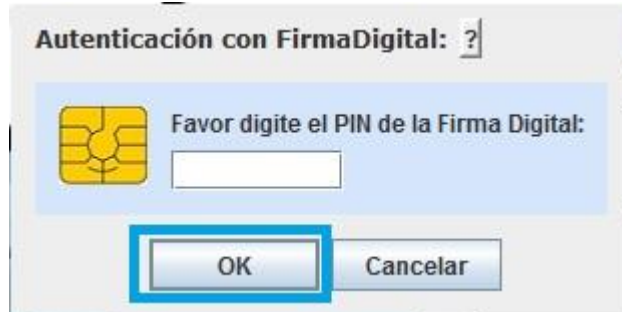 Autenticación con FirmaDigital: ?
Favor digite el PIN de la Firma Digital:
OK Cancelar